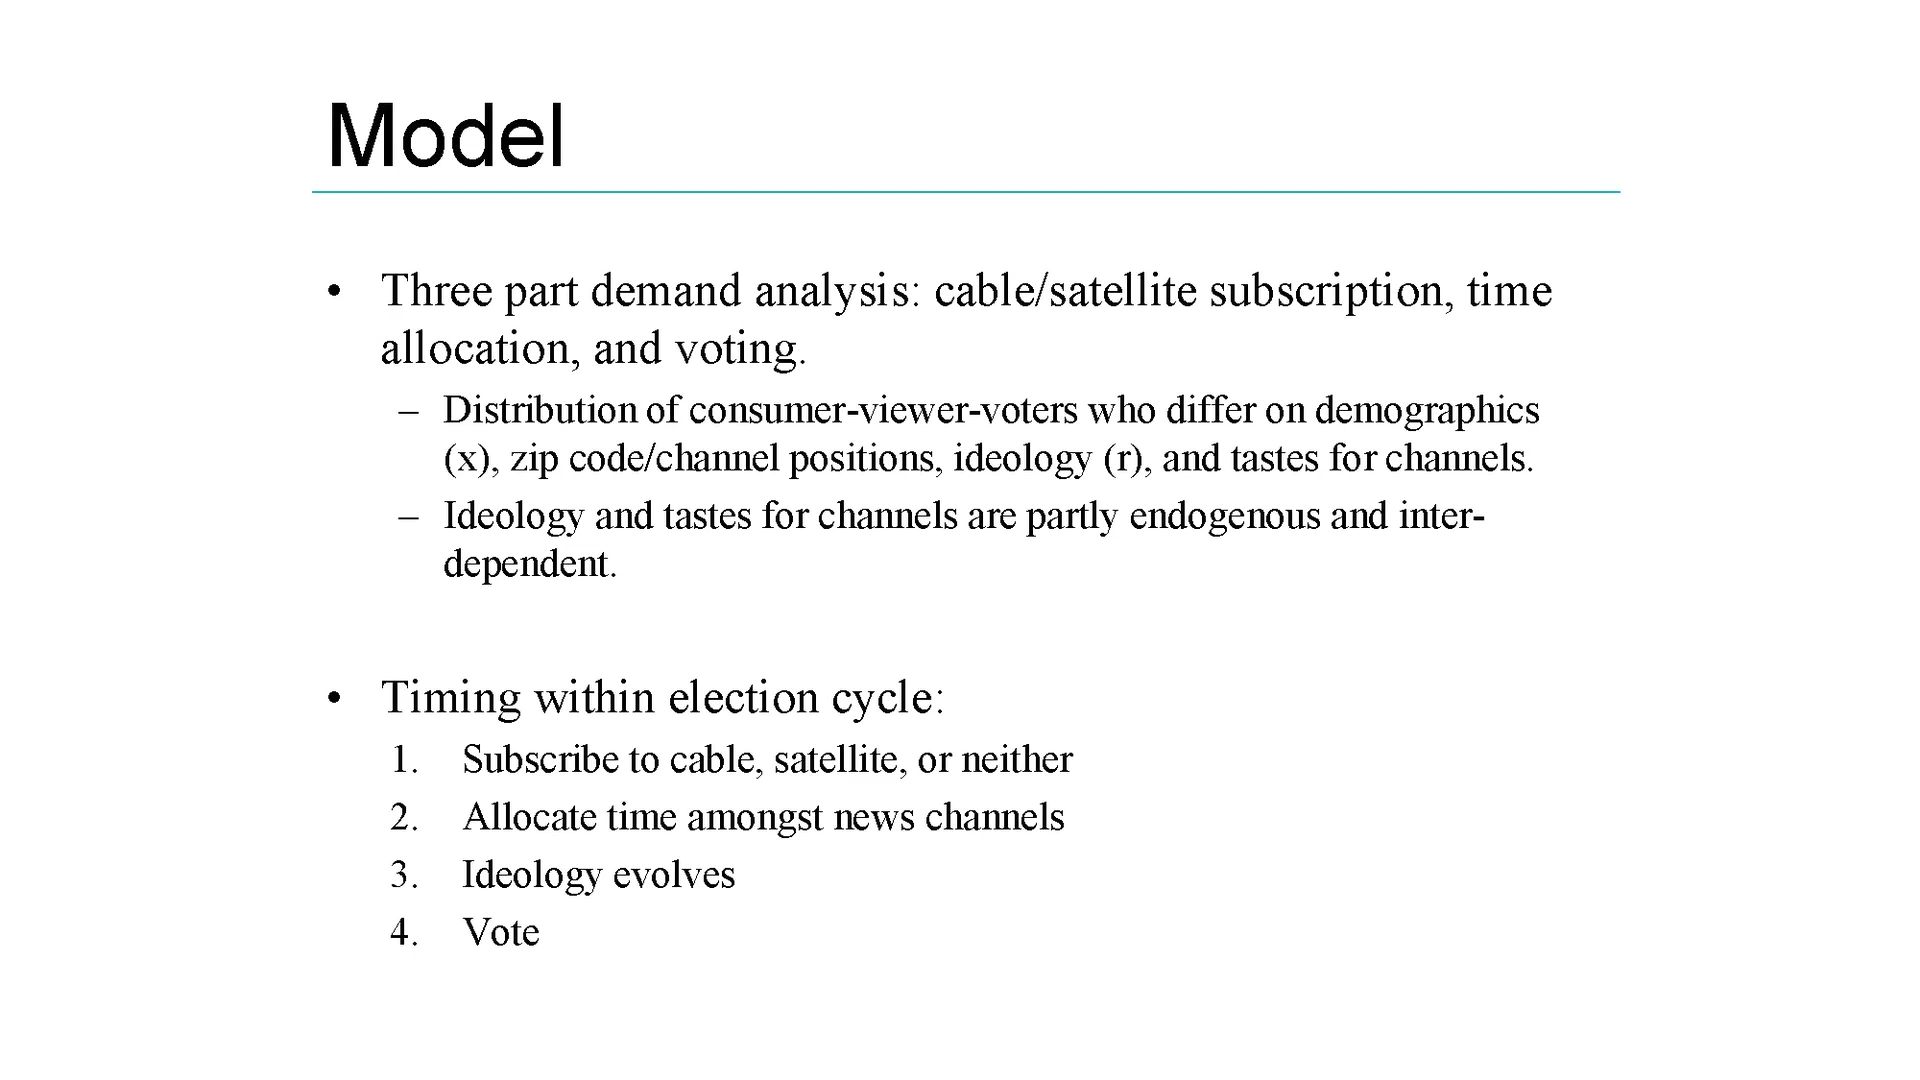 Model
• Three part demand analysis: cable/satellite subscription, time
allocation, and voting.
– Distribution of consumer-viewer-voters who differ on demographics
(x), zip code/channel positions, ideology (r), and tastes for channels.
– Ideology and tastes for channels are partly endogenous and inter-
dependent.
• Timing within election cycle:
1. Subscribe to cable, satellite, or neither
2. Allocate time amongst news channels
3. Ideology evolves
4. Vote